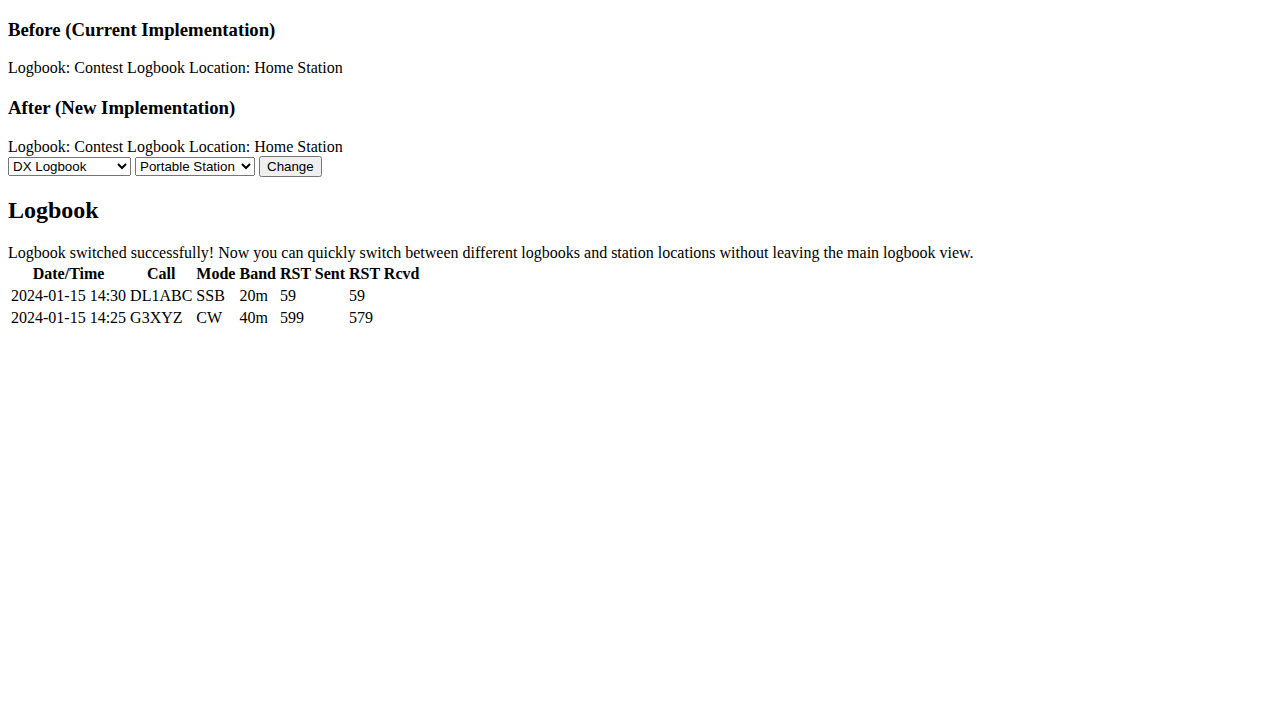 Before (Current Implementation)
Logbook: Contest Logbook Location: Home Station
After (New Implementation)
Logbook: Contest Logbook Location: Home Station
DX Logbook Portable Station Change
Logbook
Logbook switched successfully! Now you can quickly switch between different logbooks and station locations without leaving the main logbook view.
Date/Time Call Mode Band RST Sent RST Rcvd
2024-01-15 14:30 DL1ABC SSB 20m 59 59
2024-01-15 14:25 G3XYZ CW 40m 599 579